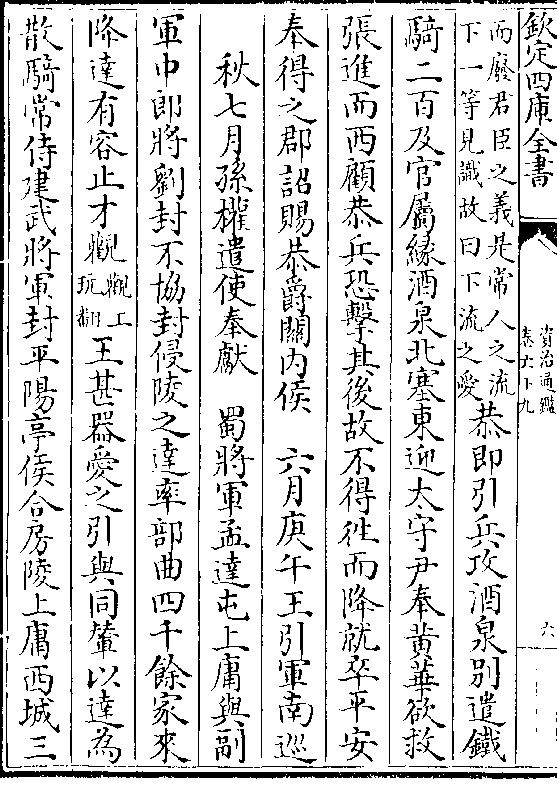 欽定四庫全書
資治通鑑
卷六十九
六
而廢君臣之義是常人之流
下一等見識故曰下流之愛
恭即引兵攻酒泉别遣鐵
騎二百及官屬緣酒泉北塞東迎太守尹奉黄華欲救
張進而西顧恭兵恐擊其後故不得往而降就卒平安
奉得之郡詔賜恭爵關内侯　六月庚午王引軍南巡
秋七月孫權遣使奉獻　蜀將軍孟達屯上庸與副
軍中郎將劉封不協封侵陵之達率部曲四千餘家來
降達有容止才觀觀工玩翻王甚器愛之引與同輦以達為
散騎常侍建武將軍封平陽亭侯合房陵上庸西城三